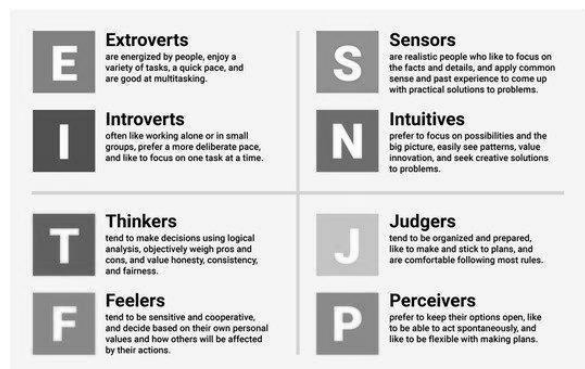 E
Extroverts
are energized by people, enjoy a
variety of tasks, a quick pace, and
are good at multitasking.
I
Introverts
often like working alone or in small
groups, prefer a more deliberate pace,
and like to focus on one task at a time.
S
Sensors
are realistic people who like to focus on
the facts and details, and apply common
sense and past experience to come up
with practical solutions to problems.
N
Intuitives
prefer to focus on possibilities and the
big picture, easily see patterns, value
innovation, and seek creative solutions
to problems.
T
Thinkers
tend to make decisions using logical
analysis, objectively weigh pros and
cons, and value honesty, consistency,
and fairness.
F
Feelers
tend to be sensitive and cooperative,
and decide based on their own personal
values and how others will be affected
by their actions.
J
Judgers
tend to be organized and prepared,
like to make and stick to plans, and
are comfortable following most rules.
P
Perceivers
prefer to keep their options open, like
to be able to act spontaneously, and
like to be flexible with making plans.